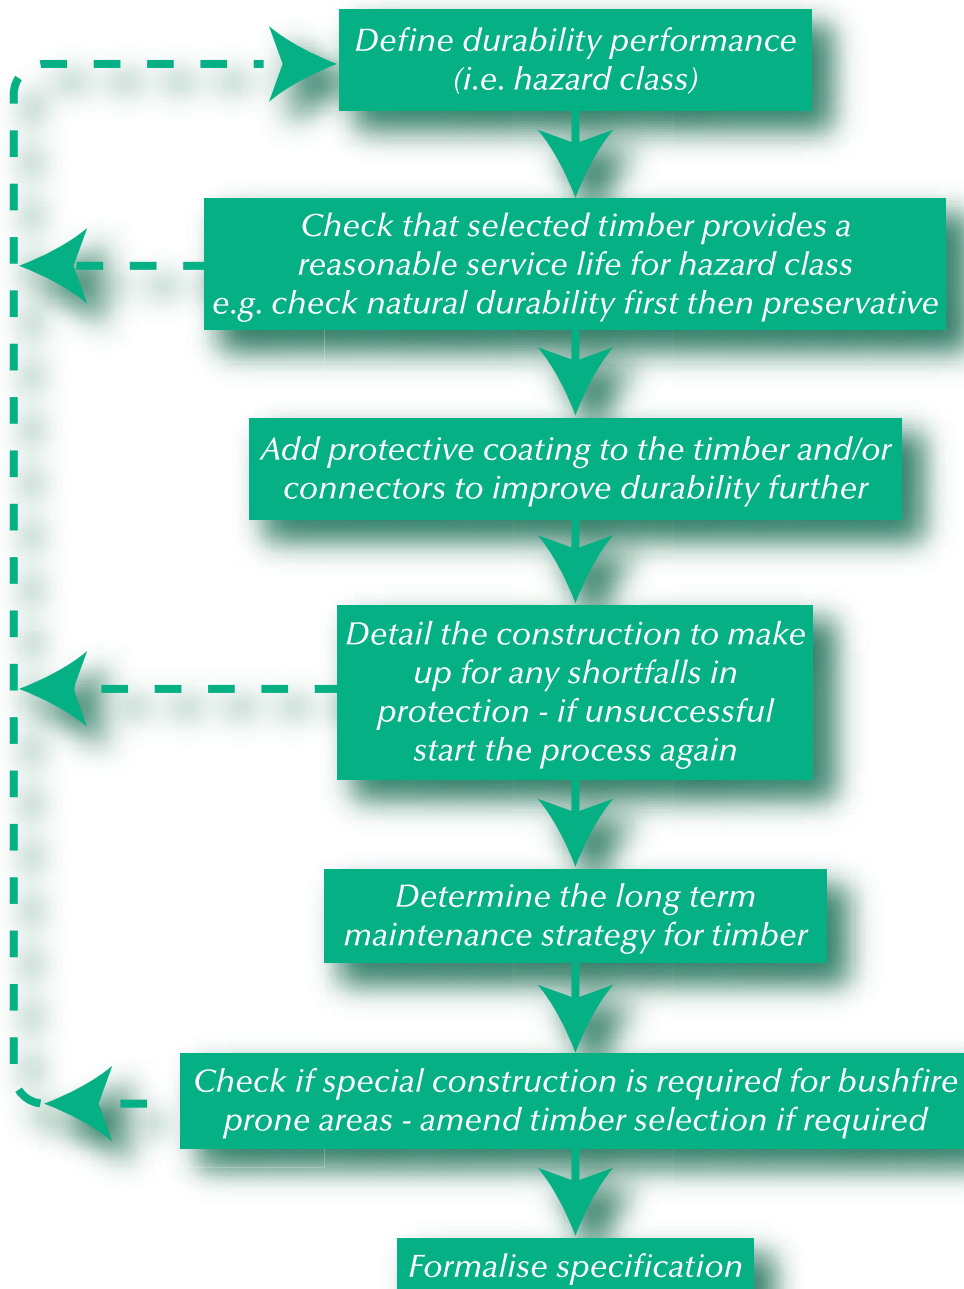 Define durability performance
(i.e. hazard class)
Check that selected timber provides a
reasonable service life for hazard class
e.g. check natural durability first then preservative
Add protective coating to the timber and/or
connectors to improve durability further
Detail the construction to make
up for any shortfalls in
protection - if unsuccessful
start the process again
Determine the long term
maintenance strategy for timber
Check if special construction is required for bushfire
prone areas - amend timber selection if required
Formalise specification